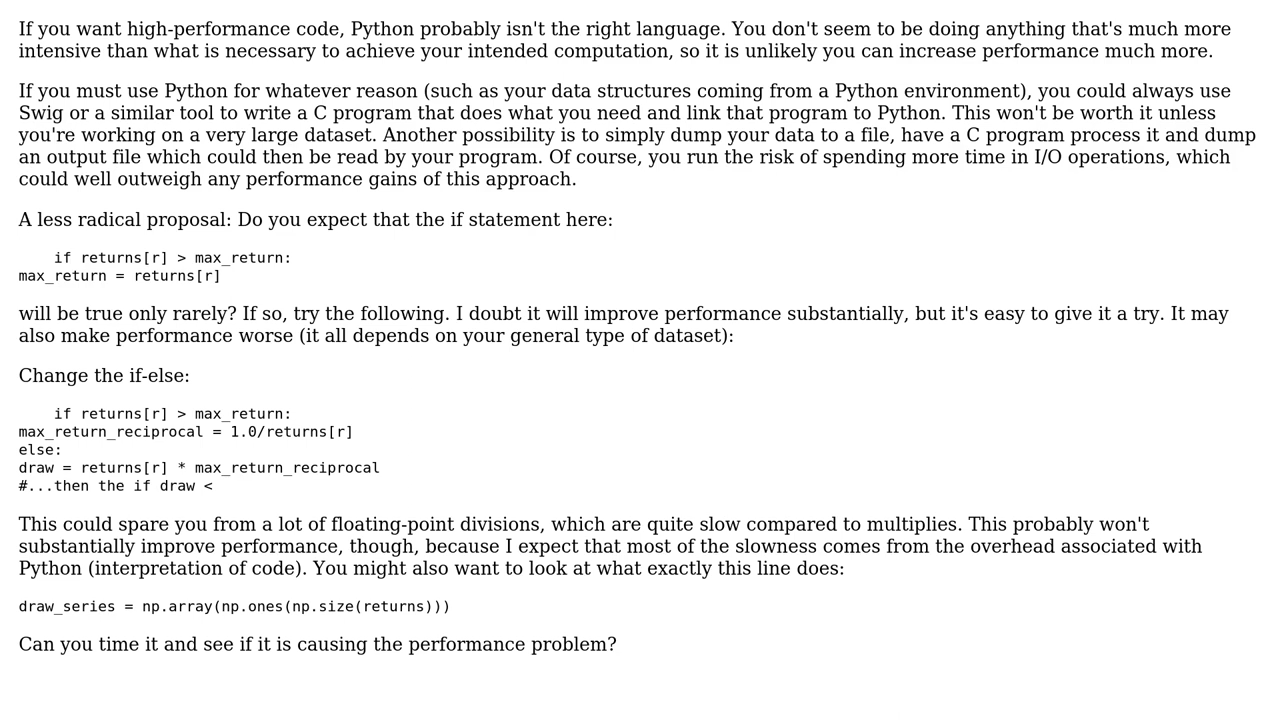 If you want high-performance code, Python probably isn't the right language. You don't seem to be doing anything that's much more
intensive than what is necessary to achieve your intended computation, so it is unlikely you can increase performance much more.
If you must use Python for whatever reason (such as your data structures coming from a Python environment), you could always use
Swig or a similar tool to write a C program that does what you need and link that program to Python. This won't be worth it unless
you're working on a very large dataset. Another possibility is to simply dump your data to a file, have a C program process it and dump
an output file which could then be read by your program. Of course, you run the risk of spending more time in I/O operations, which
could well outweigh any performance gains of this approach.
A less radical proposal: Do you expect that the if statement here:
    if returns[r] > max_return:
max_return = returns[r]
will be true only rarely? If so, try the following. I doubt it will improve performance substantially, but it's easy to give it a try. It may
also make performance worse (it all depends on your general type of dataset):
Change the if-else:
    if returns[r] > max_return:
max_return_reciprocal = 1.0/returns[r]
else:
draw = returns[r] * max_return_reciprocal
#...then the if draw <
This could spare you from a lot of floating-point divisions, which are quite slow compared to multiplies. This probably won't
substantially improve performance, though, because I expect that most of the slowness comes from the overhead associated with
Python (interpretation of code). You might also want to look at what exactly this line does:
draw_series = np.array(np.ones(np.size(returns)))
Can you time it and see if it is causing the performance problem?